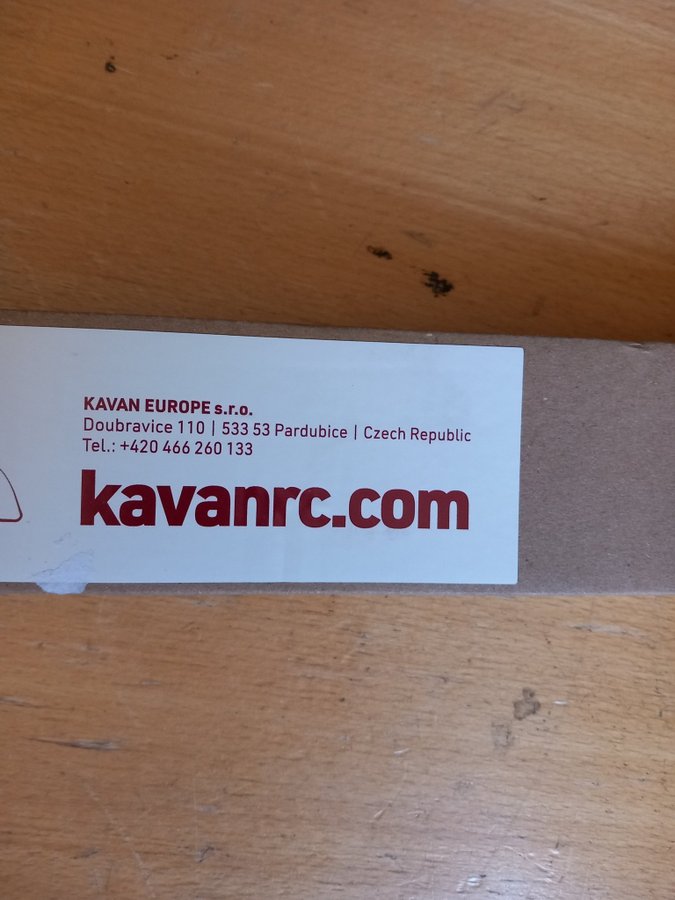 KAVAN EUROPE s.r.o.
Doubravice 110 | 533 53 Pardubice | Czech Republic
Tel.: +420 466 260 133
kavanrc.com